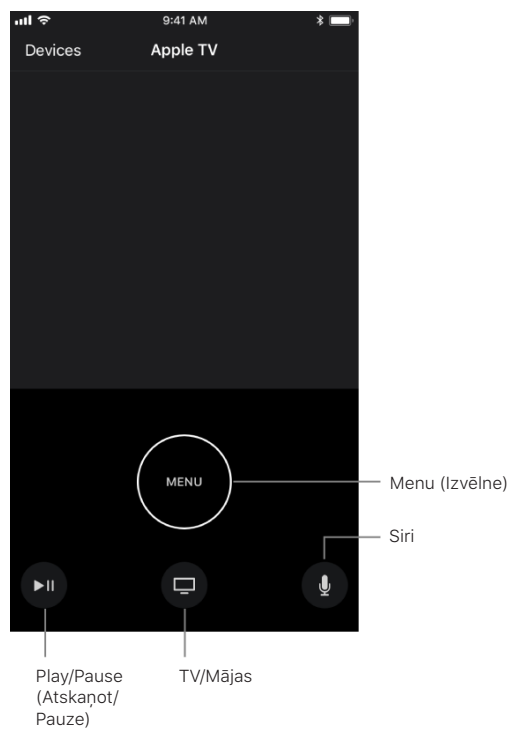 9:41 AM
Devices
Apple TV
MENU
Menu (Izvēlne)
Siri
Play/Pause
(Atskaņot/
Pauze)
TV/Mājas